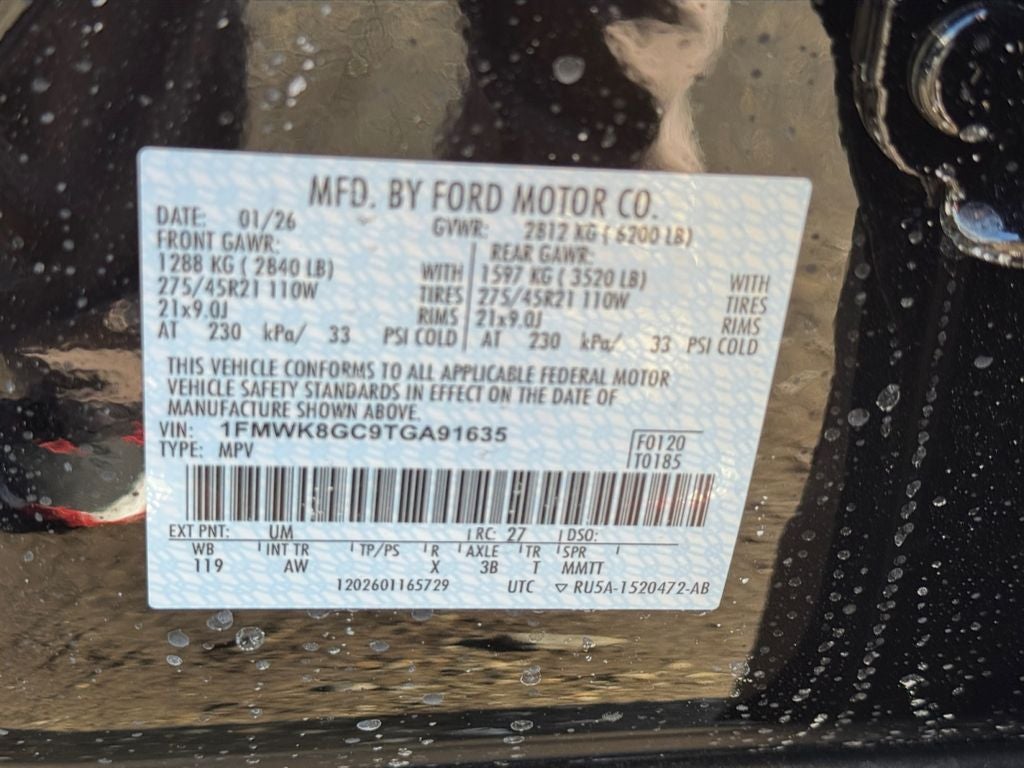 MFD. BY FORD MOTOR CO.
DATE: 01/26 GVWR: 2812 KG ( 6200 LB)
FRONT GAWR: REAR GAWR:
1288 KG ( 2840 LB) WITH 1597 KG ( 3520 LB) WITH
275/45R21 110W TIRES 275/45R21 110W TIRES
21x9.0J RIMS 21x9.0J RIMS
AT 230 kPa/ 33 PSI COLD AT 230 kPa/ 33 PSI COLD
THIS VEHICLE CONFORMS TO ALL APPLICABLE FEDERAL MOTOR
VEHICLE SAFETY STANDARDS IN EFFECT ON THE DATE OF
MANUFACTURE SHOWN ABOVE.
VIN: 1FMWK8GC9TGA91635
TYPE: MPV
F0120
T0185
EXT PNT: UM RC: 27 DSO:
WB INT TR TP/PS R AXLE TR SPR
119 AW X 3B T MMTT
1202601165729 UTC ▽ RU5A-1520472-AB